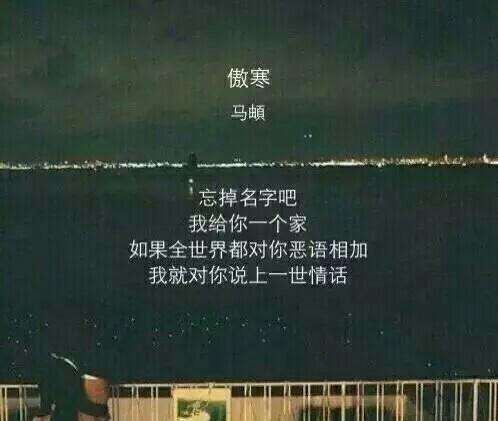 傲寒
马頔
忘掉名字吧
我给你一个家
如果全世界都对你恶语相加
我就对你说上一世情话